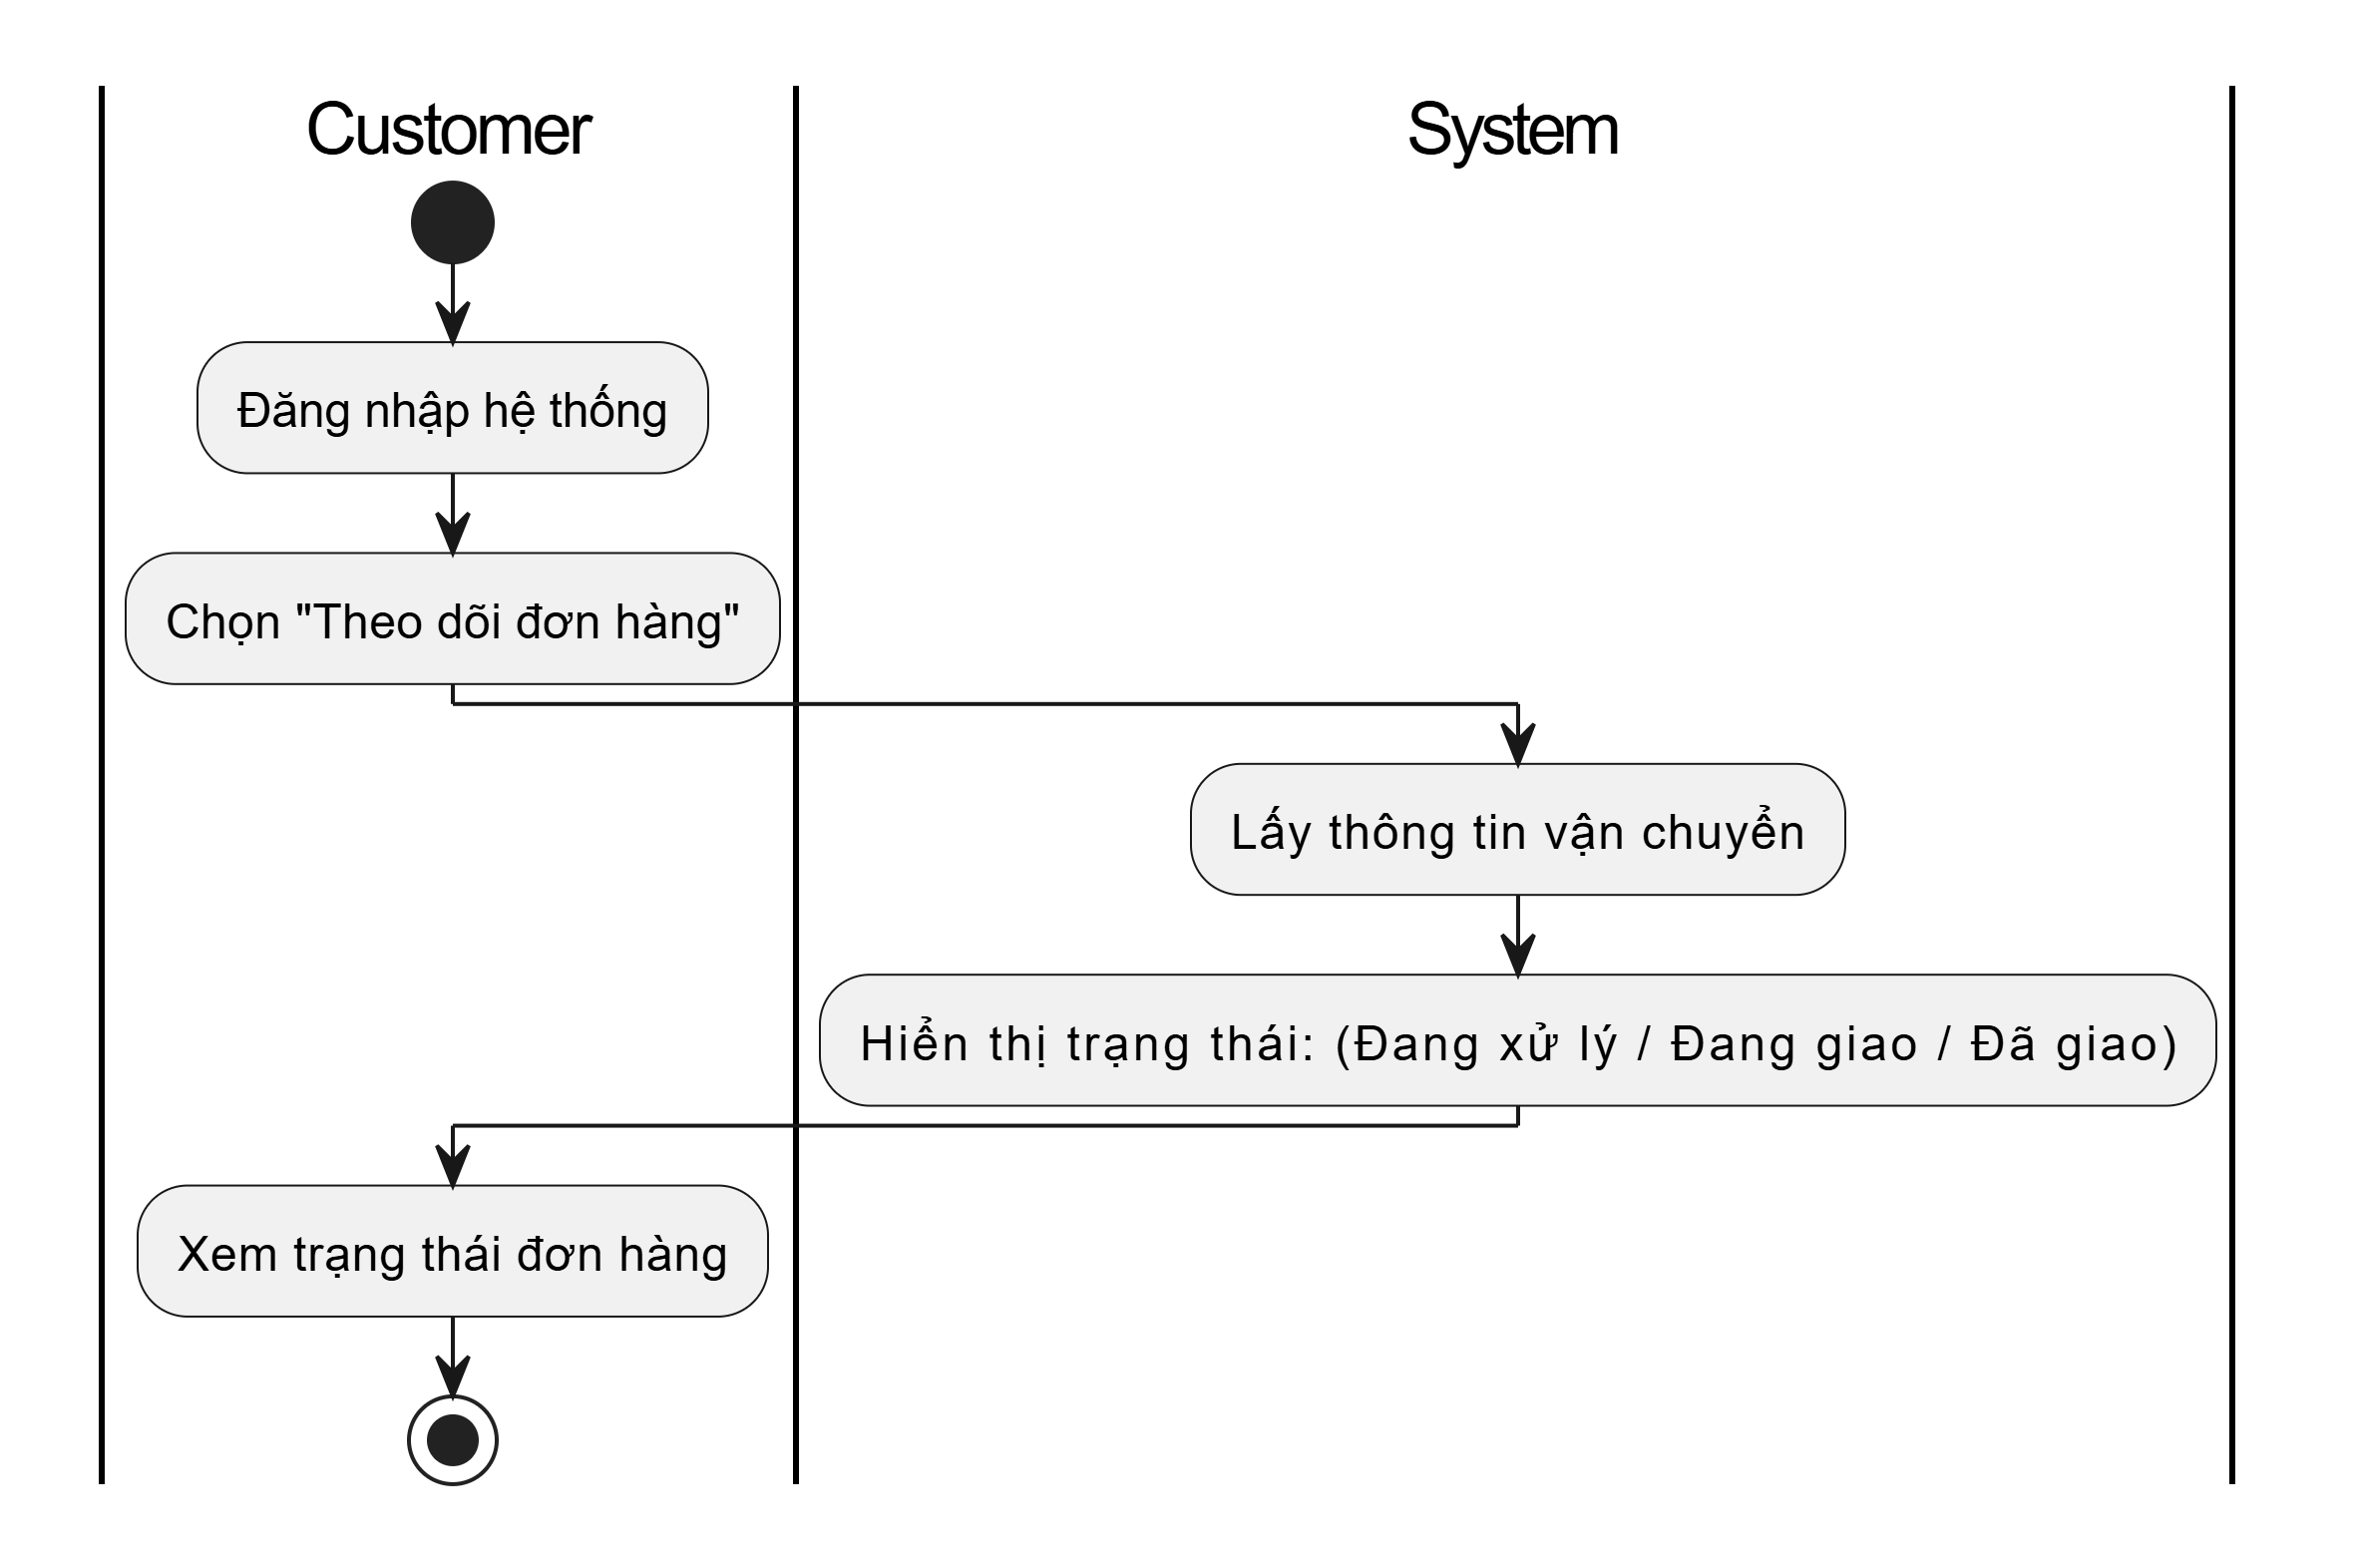 Customer
System
Đăng nhập hệ thống
Chọn "Theo dõi đơn hàng"
Lấy thông tin vận chuyển
Hiển thị trạng thái: (Đang xử lý / Đang giao / Đã giao)
Xem trạng thái đơn hàng